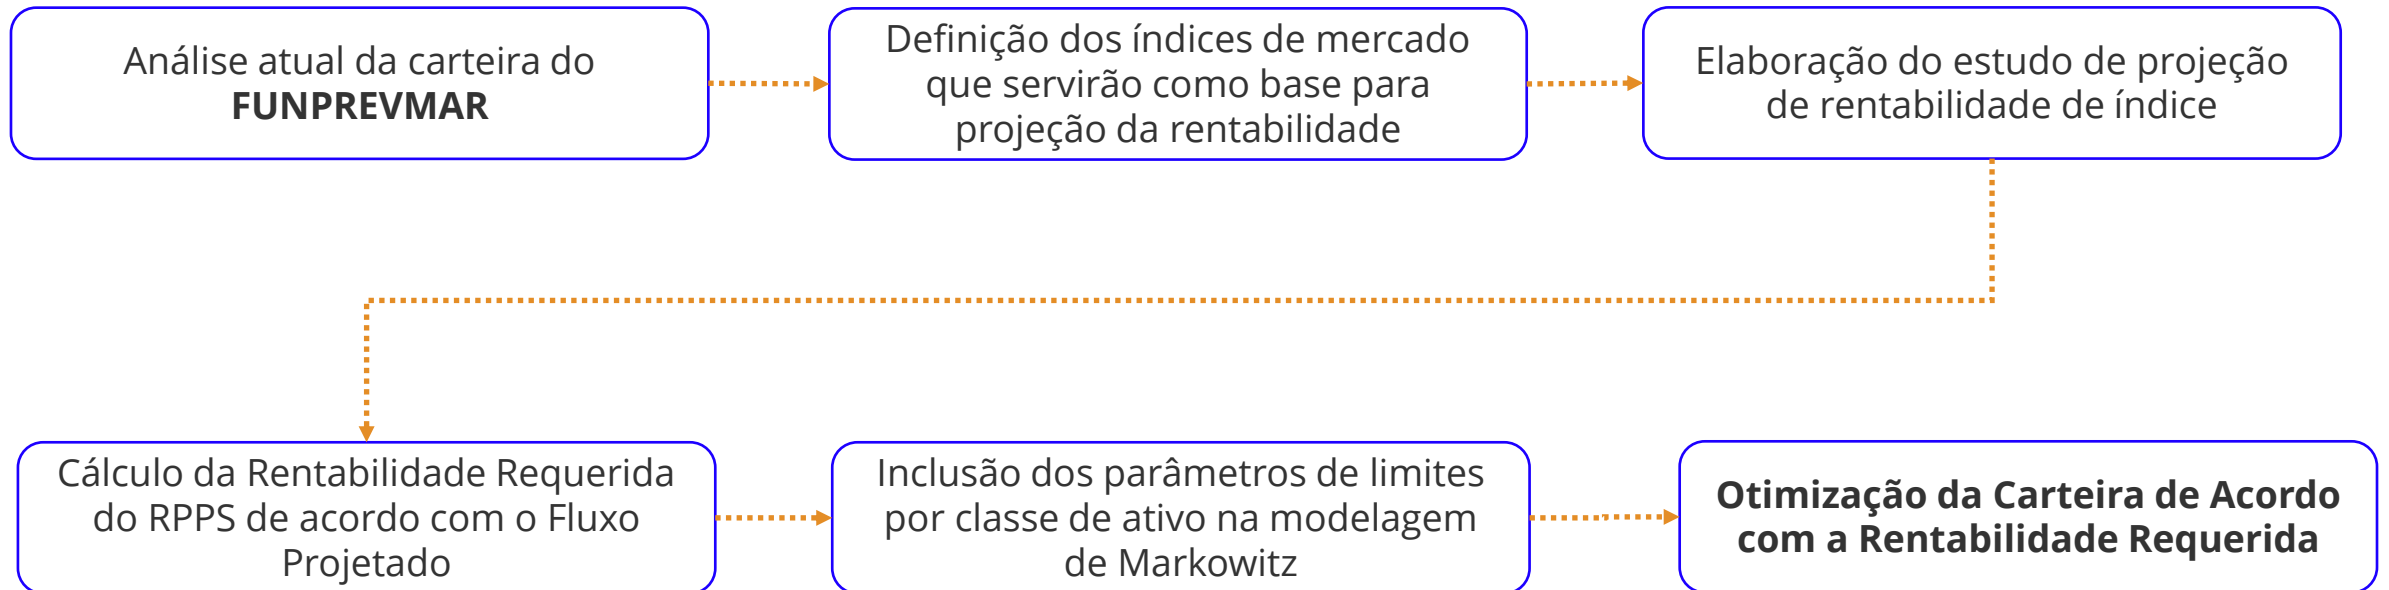 Análise atual da carteira do
FUNPREVMAR
Definição dos índices de mercado
que servirão como base para
projeção da rentabilidade
Elaboração do estudo de projeção
de rentabilidade de índice
Cálculo da Rentabilidade Requerida
do RPPS de acordo com o Fluxo
Projetado
Inclusão dos parâmetros de limites
por classe de ativo na modelagem
de Markowitz
Otimização da Carteira de Acordo
com a Rentabilidade Requerida